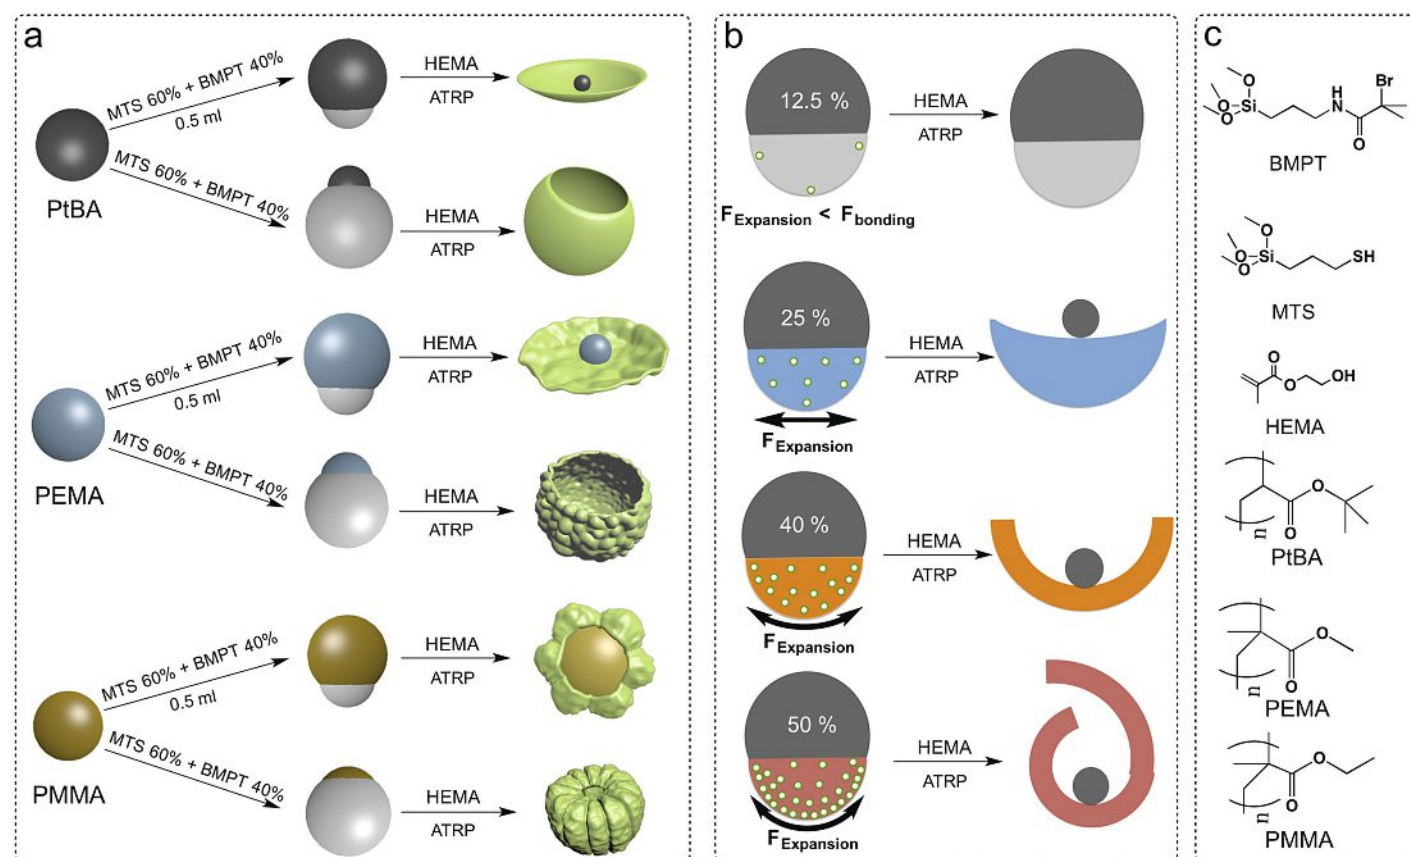 a
PtBA
MTS 60% + BMPT 40%
0.5 ml
HEMA
ATRP
MTS 60% + BMPT 40%
HEMA
ATRP
PEMA
MTS 60% + BMPT 40%
0.5 ml
HEMA
ATRP
MTS 60% + BMPT 40%
HEMA
ATRP
PMMA
MTS 60% + BMPT 40%
0.5 ml
HEMA
ATRP
MTS 60% + BMPT 40%
HEMA
ATRP
b
12.5 %
HEMA
ATRP
FExpansion < Fbonding
25 %
HEMA
ATRP
FExpansion
40 %
HEMA
ATRP
FExpansion
50 %
HEMA
ATRP
FExpansion
c
O
O
O
Si
H
N
O
Br
BMPT
O
O
O
Si
SH
MTS
O
O
OH
HEMA
O
O
n
PtBA
O
O
n
PEMA
O
O
n
PMMA